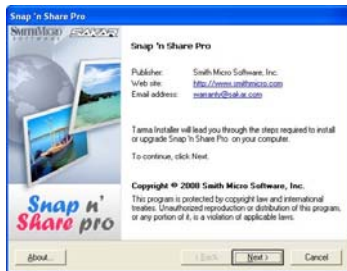 Snap 'n Share Pro
SMITHMICRO SAKAR
SOFTWARE
Snap 'n Share Pro
Publisher: Smith Micro Software, Inc.
Web site: http://www.smithmicro.com
Email address: warranty@sakar.com
Tarma Installer will lead you through the steps required to install
or upgrade Snap 'n Share Pro on your computer.
To continue, click Next.
Copyright © 2008 Smith Micro Software, Inc.
This program is protected by copyright law and international
treaties. Unauthorized reproduction or distribution of this program,
or any portion of it, is a violation of applicable laws.
Snap n'
Share pro
About... < Back Next > Cancel